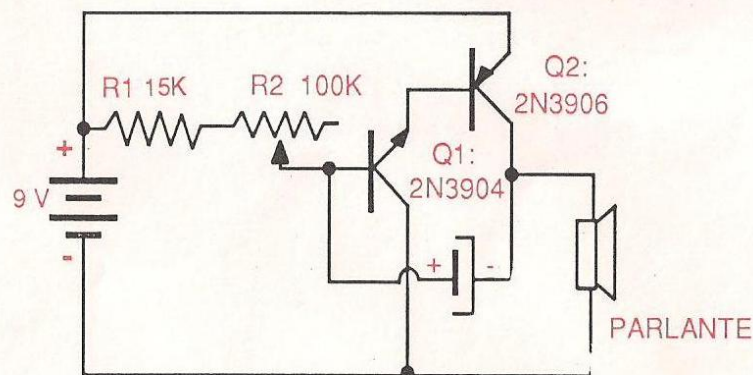 R1 15K
R2 100K
Q2:
2N3906
Q1:
2N3904
+
9 V
-
+
-
PARLANTE